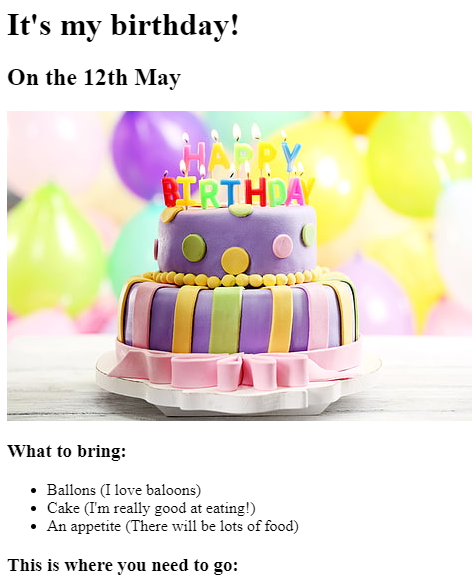 It's my birthday!
On the 12th May
HAPPY
BIRTHDAY
What to bring:
Ballons (I love baloons)
Cake (I'm really good at eating!)
An appetite (There will be lots of food)
This is where you need to go: